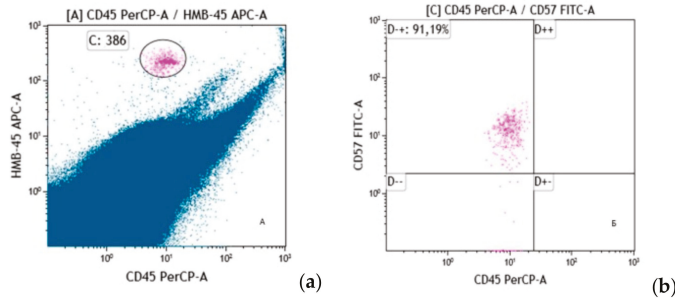 [A] CD45 PerCP-A / HMB-45 APC-A
C: 386
10³
10²
10¹
10⁰
HMB-45 APC-A
A
10⁰
10¹
10²
10³
CD45 PerCP-A
(a)
[C] CD45 PerCP-A / CD57 FITC-A
D-+: 91,19%
D++
10³
10²
10¹
10⁰
CD57 FITC-A
D--
D+-
Б
10⁰
10¹
10²
10³
CD45 PerCP-A
(b)